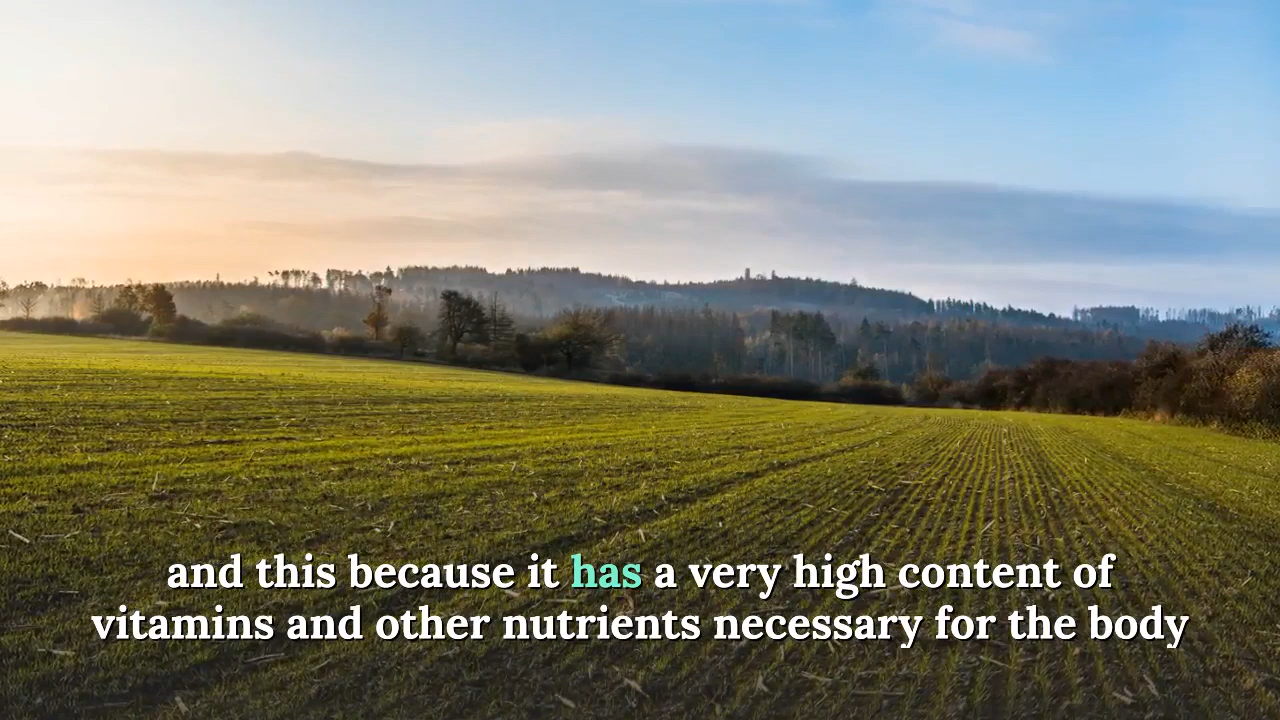 and this because it has a very high content of
vitamins and other nutrients necessary for the body